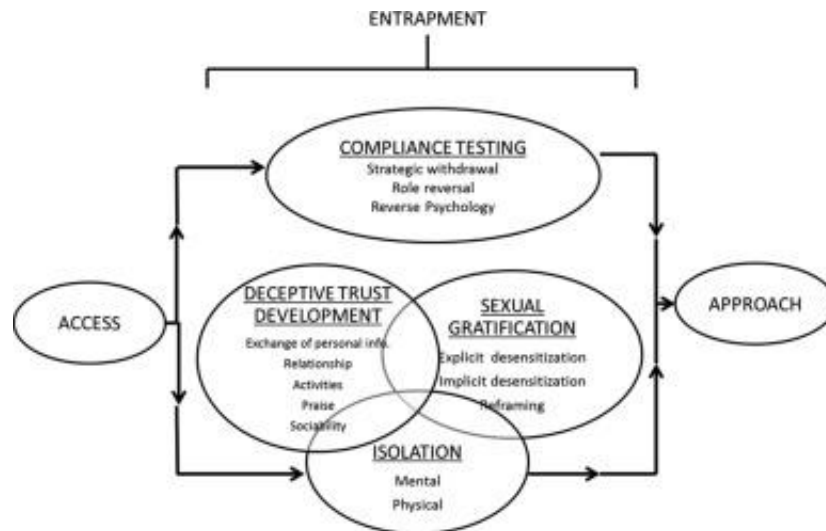 ENTRAPMENT
COMPLIANCE TESTING
Strategic withdrawal
Role reversal
Reverse Psychology
ACCESS
DECEPTIVE TRUST
DEVELOPMENT
Exchange of personal info.
Relationship
Activities
Praise
Sociability
SEXUAL
GRATIFICATION
Explicit desensitization
Implicit desensitization
Reframing
ISOLATION
Mental
Physical
APPROACH